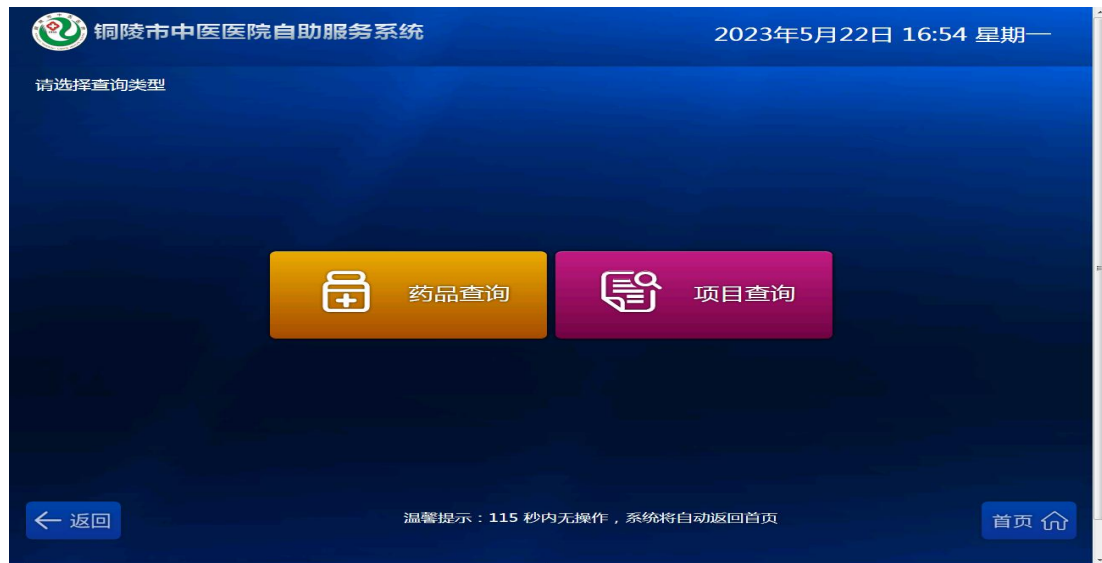 铜陵市中医医院自助服务系统 2023年5月22日 16:54 星期一
请选择查询类型
药品查询 项目查询
返回 温馨提示：115 秒内无操作，系统将自动返回首页 首页